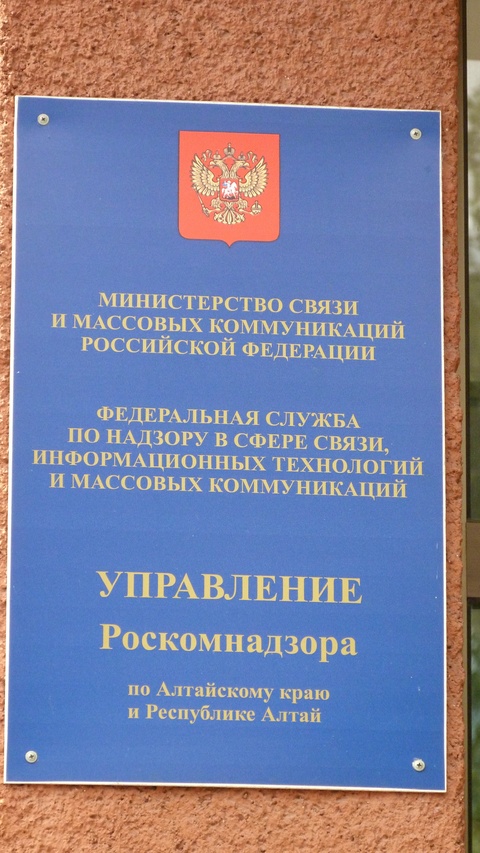 МИНИСТЕРСТВО СВЯЗИ
И МАССОВЫХ КОММУНИКАЦИЙ
РОССИЙСКОЙ ФЕДЕРАЦИИ
ФЕДЕРАЛЬНАЯ СЛУЖБА
ПО НАДЗОРУ В СФЕРЕ СВЯЗИ,
ИНФОРМАЦИОННЫХ ТЕХНОЛОГИЙ
И МАССОВЫХ КОММУНИКАЦИЙ
УПРАВЛЕНИЕ
Роскомнадзора
по Алтайскому краю
и Республике Алтай